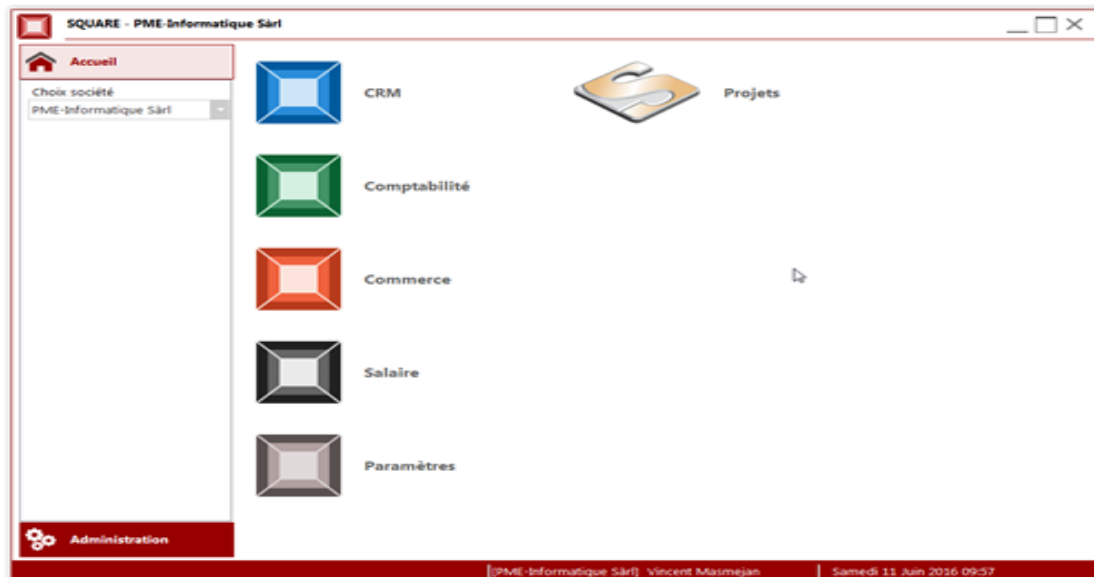 SQUARE - PME-Informatique Sàrl
Accueil
Choix société
PME-Informatique Sàrl
CRM
Projets
Comptabilité
Commerce
Salaire
Paramètres
Administration
[PME-Informatique Sàrl] Vincent Masmejan
Samedi 11 Juin 2016 09:57